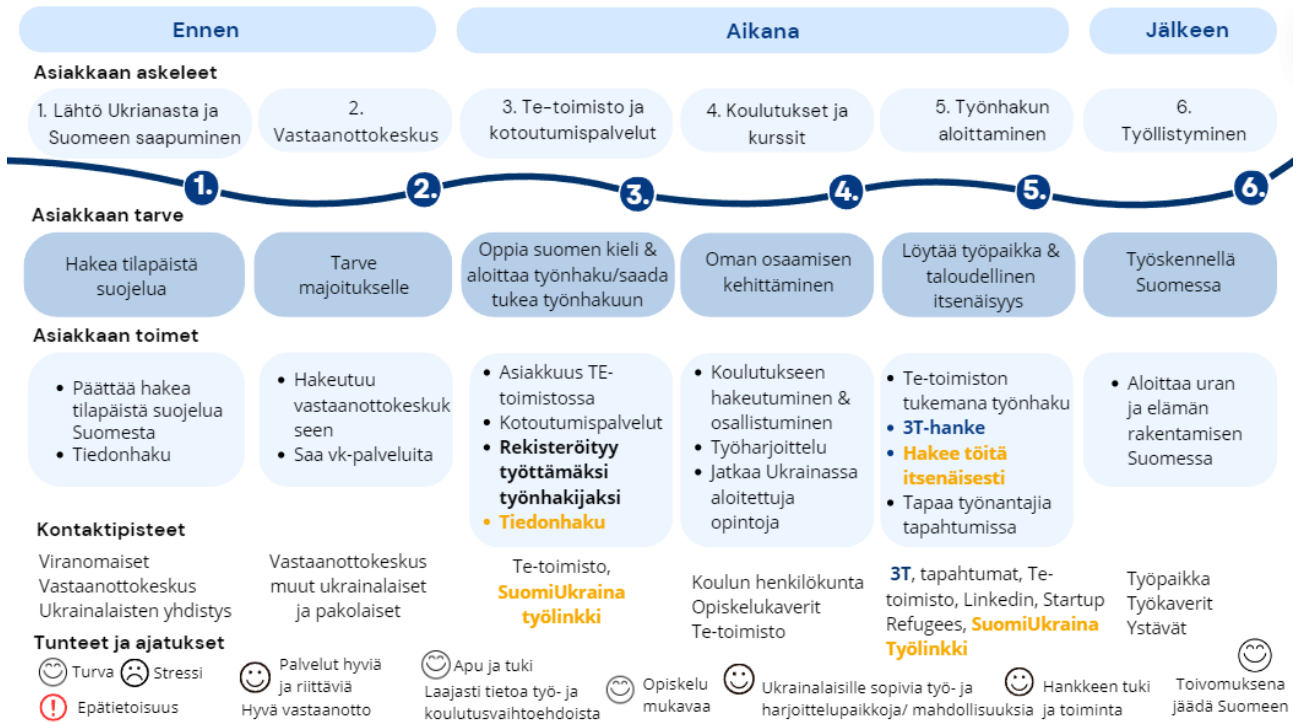 Ennen
Aikana
Jälkeen
Asiakkaan askeleet
1. Lähtö Ukrianasta ja
Suomeen saapuminen
2.
Vastaanottokeskus
3. Te-toimisto ja
kotoutumispalvelut
4. Koulutukset ja
kurssit
5. Työnhakun
aloittaminen
6.
Työllistyminen
1.
2.
3.
4.
5.
6.
Asiakkaan tarve
Hakea tilapäistä
suojelua
Tarve
majoitukselle
Oppia suomen kieli &
aloittaa työnhaku/saada
tukea työnhakuun
Oman osaamisen
kehittäminen
Löytää työpaikka &
taloudellinen
itsenäisyys
Työskennellä
Suomessa
Asiakkaan toimet
• Päättää hakea
tilapäistä suojelua
Suomesta
• Tiedonhaku
• Hakeutuu
vastaanottokeskuk
seen
• Saa vk-palveluita
• Asiakkuus TE-
toimistossa
• Kotoutumispalvelut
• Rekisteröityy
työttämäksi
työnhakijaksi
• Tiedonhaku
• Koulutukseen
hakeutuminen &
osallistuminen
• Työharjoittelu
• Jatkaa Ukrainassa
aloitettuja
opintoja
• Te-toimiston
tukemana työnhaku
• 3T-hanke
• Hakee töitä
itsenäisesti
• Tapaa työnantajia
tapahtumissa
• Aloittaa uran
ja elämän
rakentamisen
Suomessa
Kontaktipisteet
Viranomaiset
Vastaanottokeskus
Ukrainalaisten yhdistys
Vastaanottokeskus
muut ukrainalaiset
ja pakolaiset
Te-toimisto,
SuomiUkraina
työlinkki
Koulun henkilökunta
Opiskelukaverit
Te-toimisto
3T, tapahtumat, Te-
toimisto, Linkedin, Startup
Refugees, SuomiUkraina
Työlinkki
Työpaikka
Työkaverit
Ystävät
Tunteet ja ajatukset
Turva
Stressi
Epätietoisuus
Palvelut hyviä
ja riittäviä
Hyvä vastaanotto
Apu ja tuki
Laajasti tietoa työ- ja
koulutusvaihtoehdoista
Opiskelu
mukavaa
Ukrainalaisille sopivia työ- ja
harjoittelupaikkoja/ mahdollisuuksia
Hankkeen tuki
ja toiminta
Toivomuksena
jäädä Suomeen